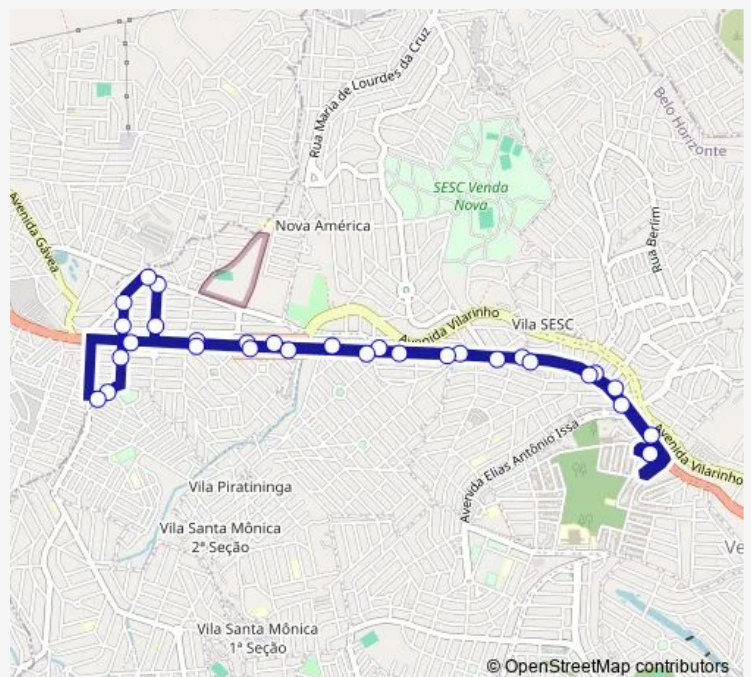 Rua Maria de Lourdes da Cruz
Belo Horizonte
SESC Venda
Nova
Avenida Gávea
Nova América
Rua Berlim
Avenida Vilarinho
Vila SESC
Avenida Elias Antônio Issa
Avenida Vilarinho
Vila Piratininga
Vila Santa Mônica
2ª Seção
Ve
Vila Santa Mônica
1ª Seção
© OpenStreetMap contributors